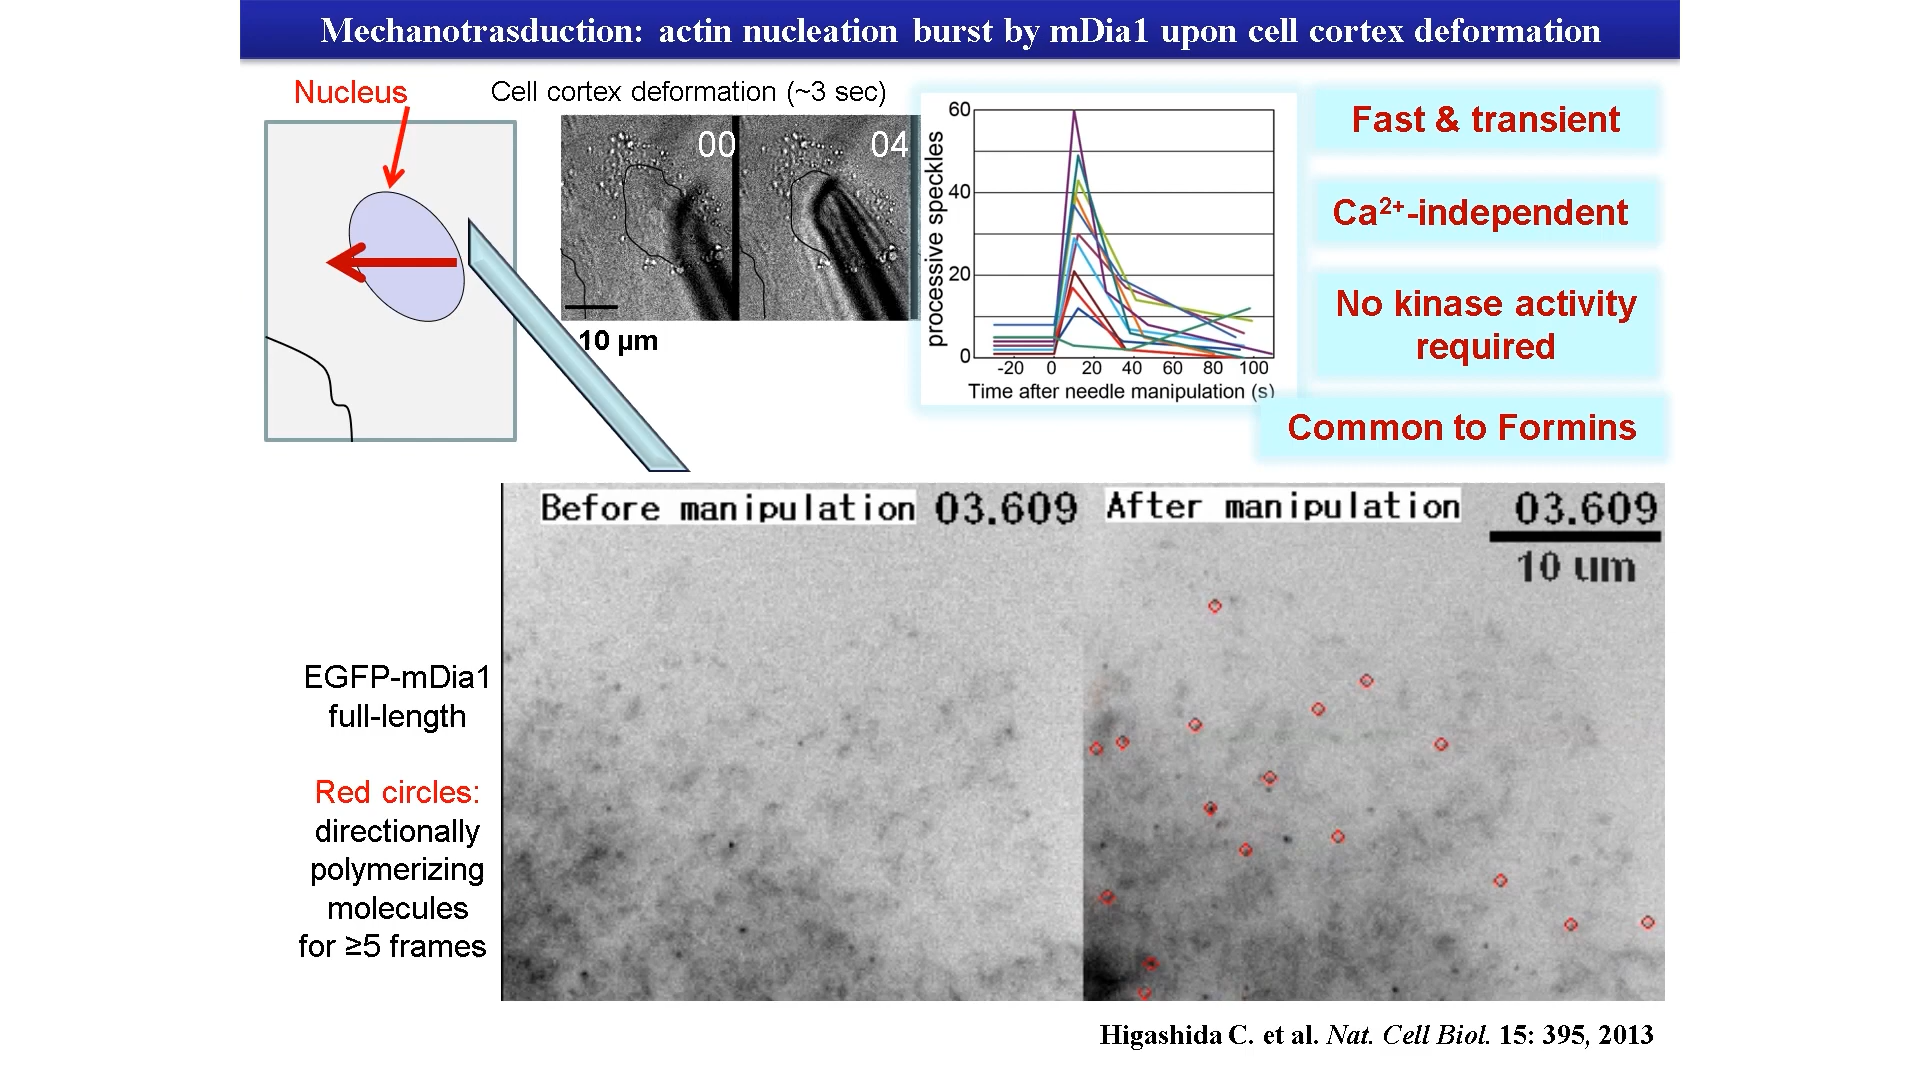 Mechanotrasduction: actin nucleation burst by mDia1 upon cell cortex deformation
Nucleus
Cell cortex deformation (~3 sec)
00
04
10 µm
processive speckles
60
40
20
0
-20 0 20 40 60 80 100
Time after needle manipulation (s)
Fast & transient
Ca²⁺-independent
No kinase activity
required
Common to Formins
Before manipulation 03.609
After manipulation 03.609
10 um
EGFP-mDia1
full-length
Red circles:
directionally
polymerizing
molecules
for ≥5 frames
Higashida C. et al. Nat. Cell Biol. 15: 395, 2013